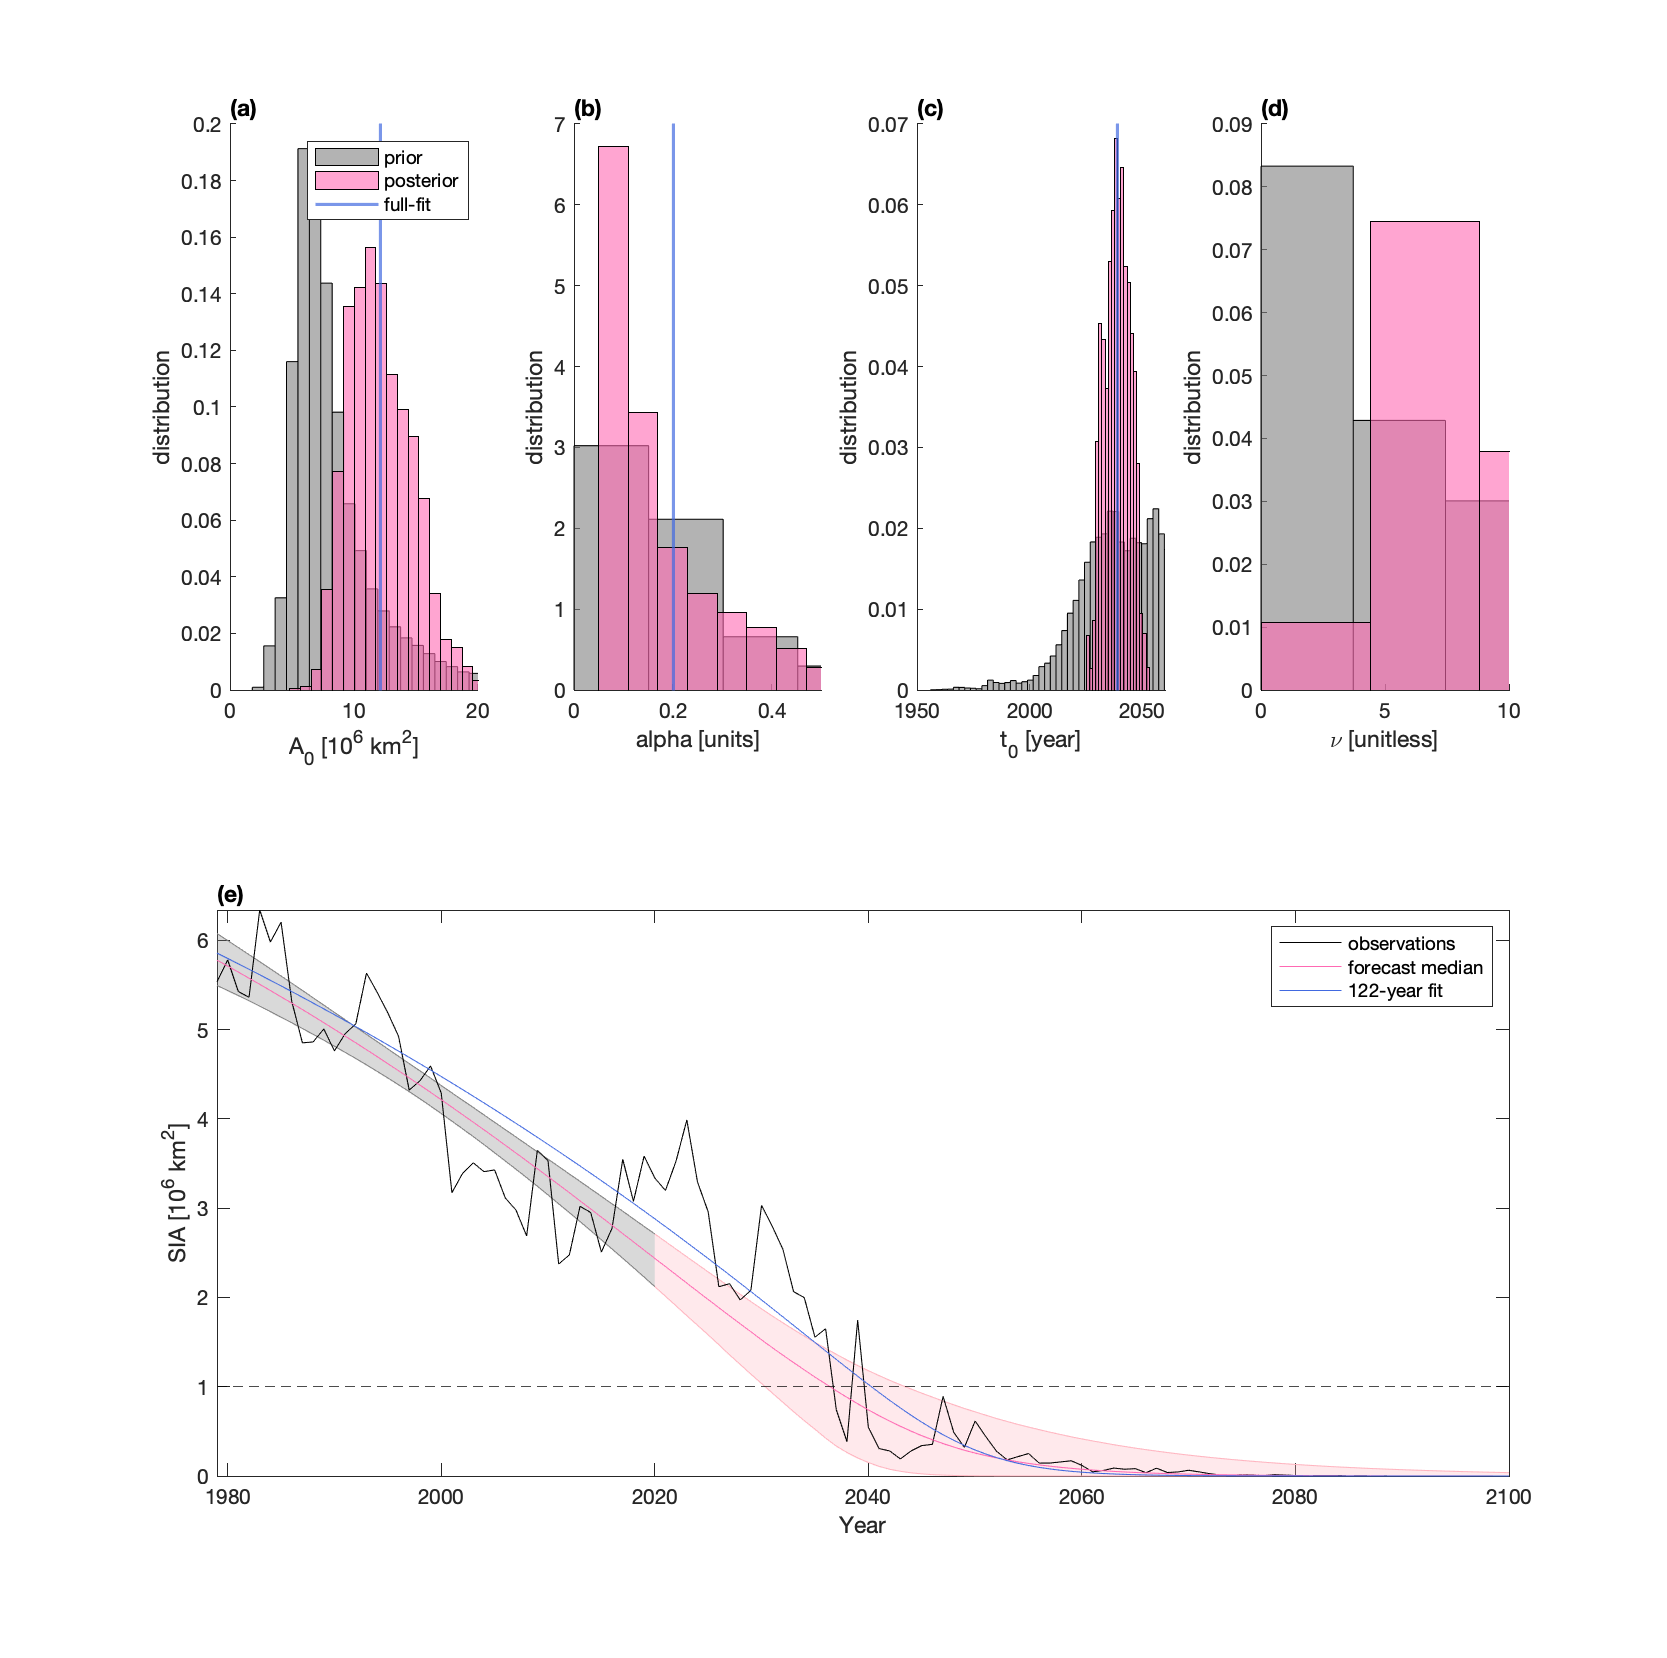 (a)
0.2
0.18
0.16
0.14
0.12
0.1
0.08
0.06
0.04
0.02
0
distribution
0 10 20
A0 [10^6 km^2]
prior
posterior
full-fit
(b)
7
6
5
4
3
2
1
0
distribution
0 0.2 0.4
alpha [units]
(c)
0.07
0.06
0.05
0.04
0.03
0.02
0.01
0
distribution
1950 2000 2050
t0 [year]
(d)
0.09
0.08
0.07
0.06
0.05
0.04
0.03
0.02
0.01
0
distribution
0 5 10
ν [unitless]
(e)
6
5
4
3
2
1
0
SIA [10^6 km^2]
observations
forecast median
122-year fit
1980 2000 2020 2040 2060 2080 2100
Year